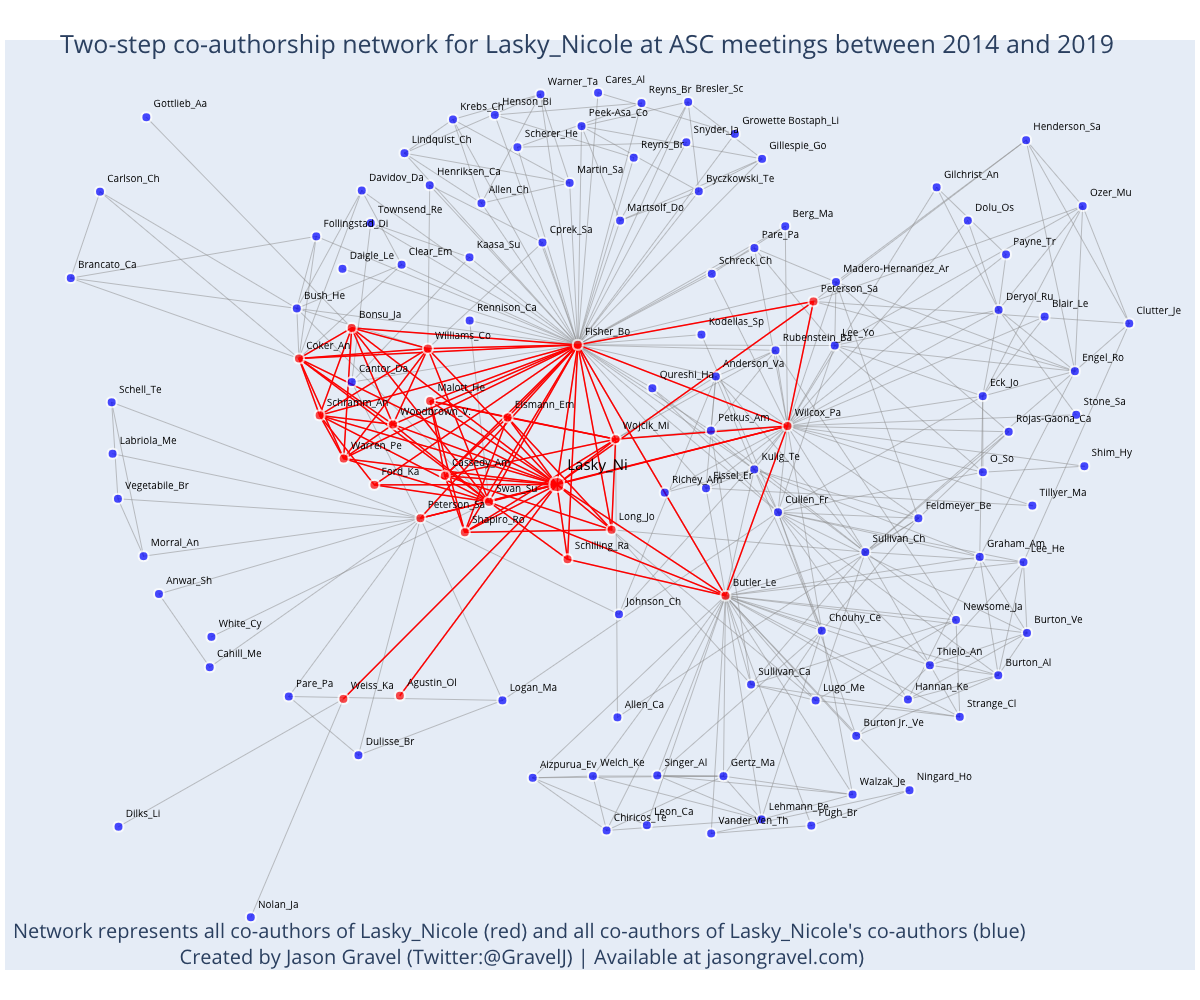 Two-step co-authorship network for Lasky_Nicole at ASC meetings between 2014 and 2019
Warner_Ta
Cares_Al
Reyns_Br
Bresler_Sc
Gottlieb_Aa
Krebs_Ch
Henson_Bi
Peek-Asa_Co
Growette Bostaph_Li
Henderson_Sa
Lindquist_Ch
Scherer_He
Snyder_Ja
Reyns_Br
Gillespie_Go
Carlson_Ch
Davidov_Da
Henriksen_Ca
Martin_Sa
Byczkowski_Te
Gilchrist_An
Ozer_Mu
Allen_Ch
Townsend_Re
Martsolf_Do
Berg_Ma
Dolu_Os
Follingstad_Di
Cprek_Sa
Pare_Pa
Payne_Tr
Brancato_Ca
Daigle_Le
Clear_Em
Kaasa_Su
Schreck_Ch
Madero-Hernandez_Ar
Bush_He
Peterson_Sa
Rennison_Ca
Deryol_Ru
Blair_Le
Clutter_Je
Bonsu_Ja
Kodellas_Sp
Coker_An
Williams_Co
Fisher_Bo
Rubenstein_Ba
Lee_Yo
Engel_Ro
Cantor_Da
Anderson_Va
Schell_Te
Malott_He
Qureshi_Ha
Eck_Jo
Schramm_An
Woodbrown_V.
Eismann_Em
Petkus_Am
Wilcox_Pa
Rojas-Gaona_Ca
Stone_Sa
Labriola_Me
Warren_Pe
Wojcik_Mi
Ford_Ka
Cassedy_Am
Lasky_Ni
Kulig_Te
O_So
Shim_Hy
Vegetabile_Br
Swan_Su
Richey_Am
Eissel_Er
Tillyer_Ma
Peterson_Sa
Shapiro_Ro
Long_Jo
Cullen_Fr
Feldmeyer_Be
Morral_An
Schilling_Ra
Sullivan_Ch
Graham_Am
Lee_He
Anwar_Sh
Butler_Le
White_Cy
Johnson_Ch
Chouhy_Ce
Newsome_Ja
Burton_Ve
Cahill_Me
Thielo_An
Burton_Al
Pare_Pa
Weiss_Ka
Agustin_Ol
Logan_Ma
Sullivan_Ca
Lugo_Me
Hannan_Ke
Allen_Ca
Strange_Cl
Burton Jr._Ve
Dulisse_Br
Aizpurua_Ev
Welch_Ke
Singer_Al
Gertz_Ma
Walzak_Je
Ningard_Ho
Dilks_Li
Chiricos_Te
Leon_Ca
Lehmann_Pe
Vander Ven_Th
Pugh_Br
Nolan_Ja
Network represents all co-authors of Lasky_Nicole (red) and all co-authors of Lasky_Nicole's co-authors (blue)
Created by Jason Gravel (Twitter:@GravelJ) | Available at jasongravel.com)